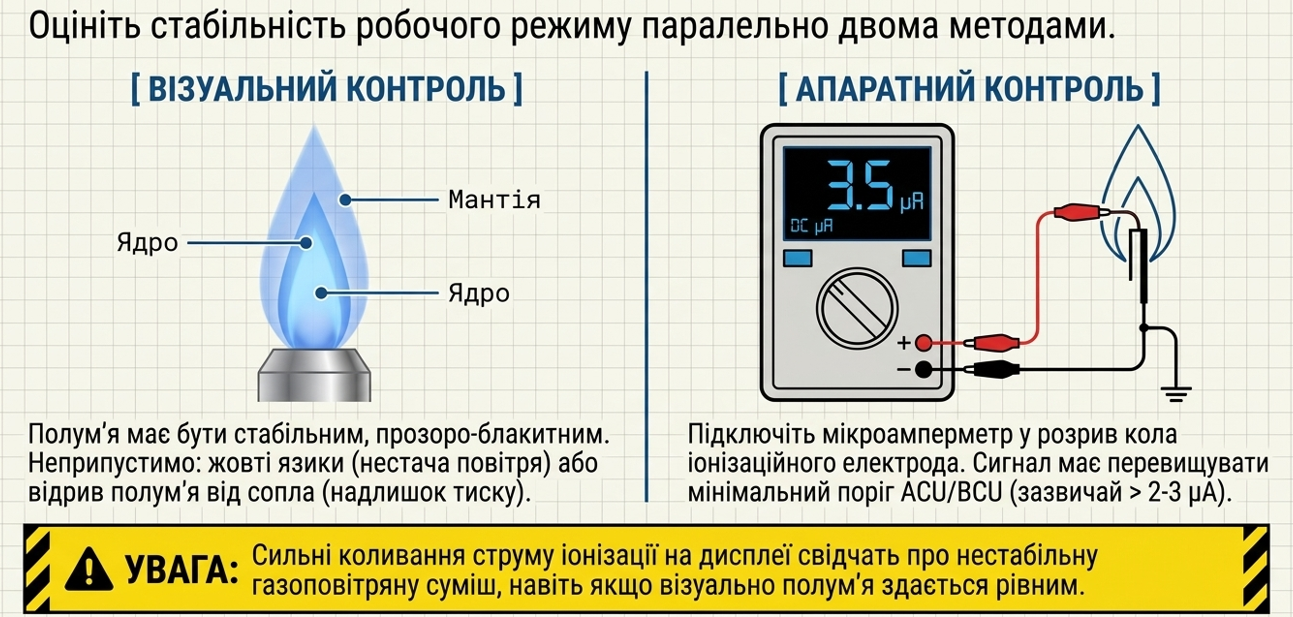 Оцініть стабільність робочого режиму паралельно двома методами.
[ ВІЗУАЛЬНИЙ КОНТРОЛЬ ]
Мантія
Ядро
Ядро
Полум’я має бути стабільним, прозоро-блакитним.
Неприпустимо: жовті язики (нестача повітря) або
відрив полум’я від сопла (надлишок тиску).
[ АПАРАТНИЙ КОНТРОЛЬ ]
3.5 µA
DC µA
+
−
Підключіть мікроамперметр у розрив кола
іонізаційного електрода. Сигнал має перевищувати
мінімальний поріг ACU/BCU (зазвичай > 2-3 µA).
УВАГА: Сильні коливання струму іонізації на дисплеї свідчать про нестабільну
газоповітряну суміш, навіть якщо візуально полум’я здається рівним.